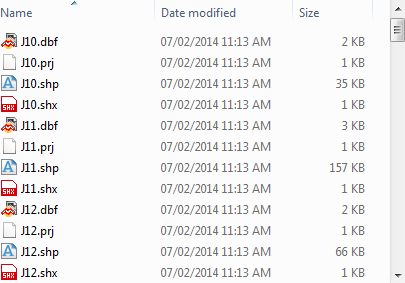 Name Date modified Size
J10.dbf 07/02/2014 11:13 AM 2 KB
J10.prj 07/02/2014 11:13 AM 1 KB
J10.shp 07/02/2014 11:13 AM 35 KB
J10.shx 07/02/2014 11:13 AM 1 KB
J11.dbf 07/02/2014 11:13 AM 3 KB
J11.prj 07/02/2014 11:13 AM 1 KB
J11.shp 07/02/2014 11:13 AM 157 KB
J11.shx 07/02/2014 11:13 AM 1 KB
J12.dbf 07/02/2014 11:13 AM 2 KB
J12.prj 07/02/2014 11:13 AM 1 KB
J12.shp 07/02/2014 11:13 AM 66 KB
J12.shx 07/02/2014 11:13 AM 1 KB